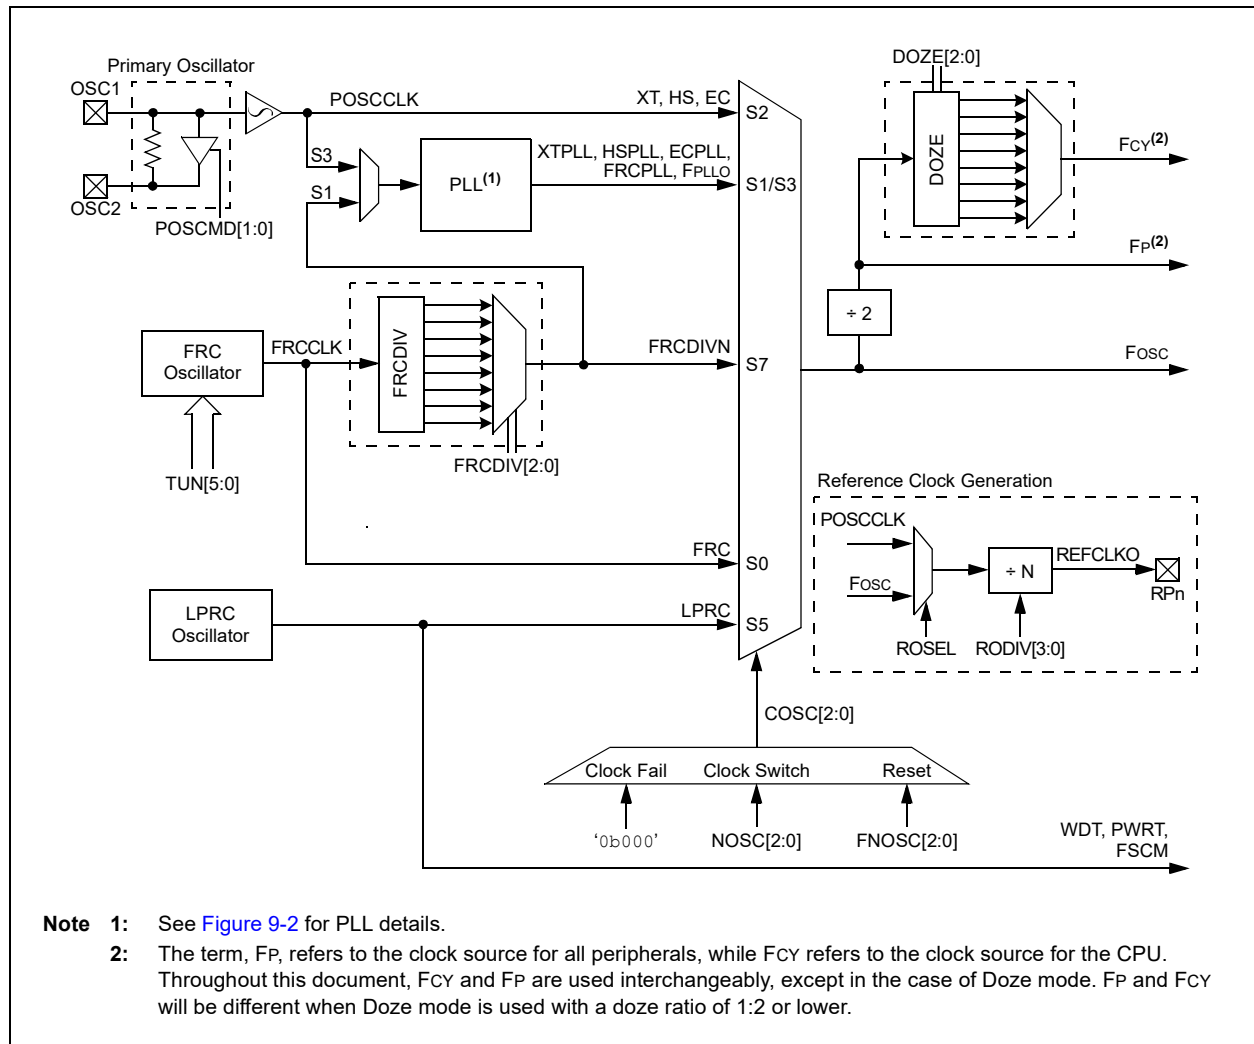 Primary Oscillator
OSC1
OSC2
POSCMD[1:0]
POSCCLK
XT, HS, EC
S2
S3
S1
PLL(1)
XTPLL, HSPLL, ECPLL,
FRCPLL, FPLLO
S1/S3
DOZE[2:0]
DOZE
FCY(2)
FP(2)
÷ 2
FOSC
FRC
Oscillator
TUN[5:0]
FRCCLK
FRCDIV
FRCDIV[2:0]
FRCDIVN
S7
FRC
S0
LPRC
Oscillator
LPRC
S5
Reference Clock Generation
POSCCLK
FOSC
÷ N
REFCLKO
RPn
ROSEL
RODIV[3:0]
COSC[2:0]
Clock Fail
Clock Switch
Reset
‘0b000’
NOSC[2:0]
FNOSC[2:0]
WDT, PWRT,
FSCM
Note 1: See Figure 9-2 for PLL details.
2: The term, FP, refers to the clock source for all peripherals, while FCY refers to the clock source for the CPU.
Throughout this document, FCY and FP are used interchangeably, except in the case of Doze mode. FP and FCY
will be different when Doze mode is used with a doze ratio of 1:2 or lower.